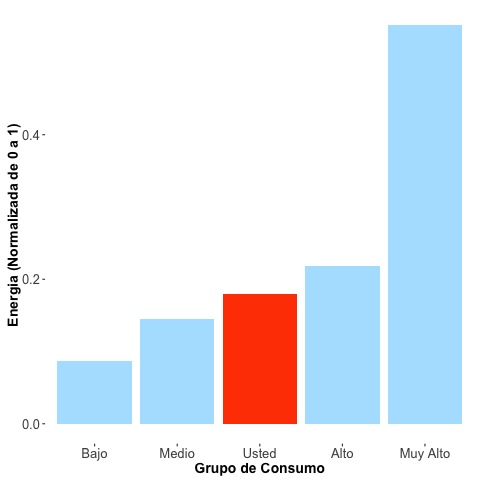 Energia (Normalizada de 0 a 1)
0.4
0.2
0.0
Bajo Medio Usted Alto Muy Alto
Grupo de Consumo